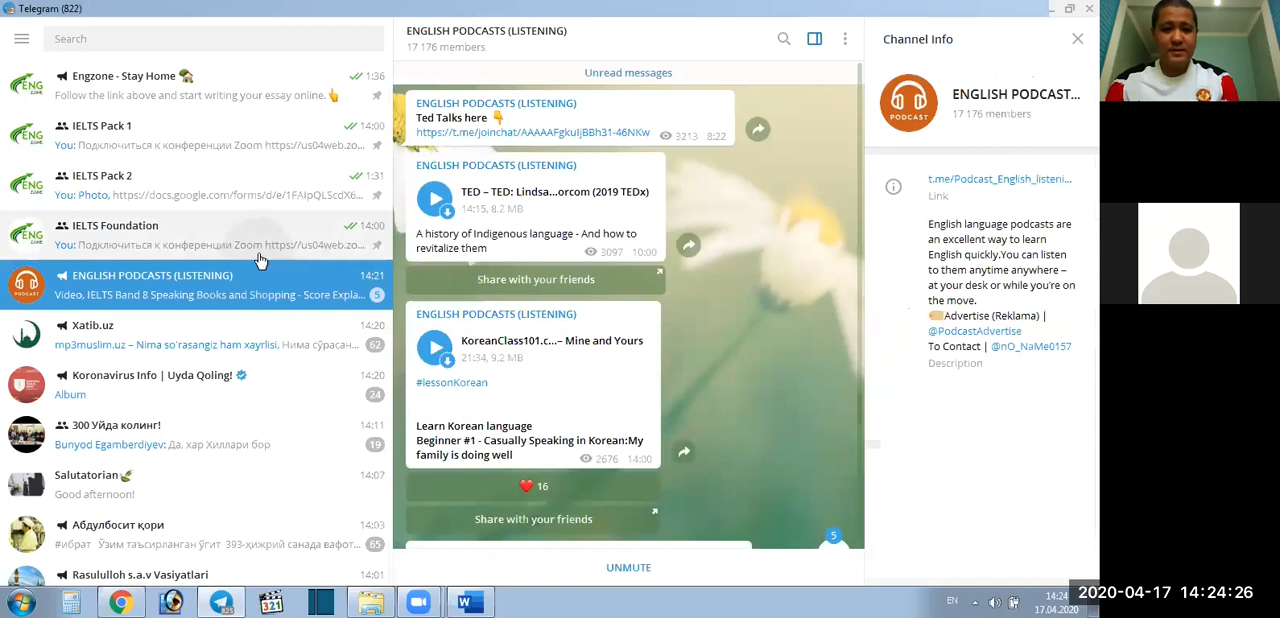 Telegram (822)
Search
Engzone - Stay Home 🏡
1:36
Follow the link above and start writing your essay online.👆
IELTS Pack 1
14:00
You: Подключиться к конференции Zoom https://us04web.zo...
IELTS Pack 2
1:31
You: Photo, https://docs.google.com/forms/d/e/1FAIpQLScdX6...
IELTS Foundation
14:00
You: Подключиться к конференции Zoom https://us04web.zo...
ENGLISH PODCASTS (LISTENING)
14:21
Video, IELTS Band 8 Speaking Books and Shopping - Score Expla...
5
Xatib.uz
14:20
mp3muslim.uz – Nima so'rasangiz ham xayrlisi, Нима сўрасан...
62
Koronavirus Info | Uyda Qoling!
14:20
Album
24
300 Уйда колинг!
14:11
Bunyod Egamberdiyev: Да, хар Хиллари бор
19
Salutatorian🍃
14:07
Good afternoon!
Абдулбосит қори
14:03
#ибрат Ўзим таъсирланган ўгит 393-ҳижрий санада вафот...
65
Rasululloh s.a.v Vasiyatlari
14:01
ENGLISH PODCASTS (LISTENING)
17 176 members
Unread messages
ENGLISH PODCASTS (LISTENING)
Ted Talks here 👇
https://t.me/joinchat/AAAAAFgkuIjBBh31-46NKw
3213 8:22
ENGLISH PODCASTS (LISTENING)
TED – TED: Lindsa...orcom (2019 TEDx)
14:15, 8.2 MB
A history of Indigenous language - And how to
revitalize them
3097 10:00
Share with your friends
ENGLISH PODCASTS (LISTENING)
KoreanClass101.c...– Mine and Yours
21:34, 9.2 MB
#lessonKorean
Learn Korean language
Beginner #1 - Casually Speaking in Korean:My
family is doing well
2676 14:00
❤️ 16
Share with your friends
5
UNMUTE
Channel Info
PODCAST
ENGLISH PODCAST...
17 176 members
t.me/Podcast_English_listeni...
Link
English language podcasts are
an excellent way to learn
English quickly.You can listen
to them anytime anywhere –
at your desk or while you're on
the move.
🏷️Advertise (Reklama) |
@PodcastAdvertise
To Contact | @nO_NaMe0157
Description
EN
14:24
17.04.2020
2020-04-17 14:24:26